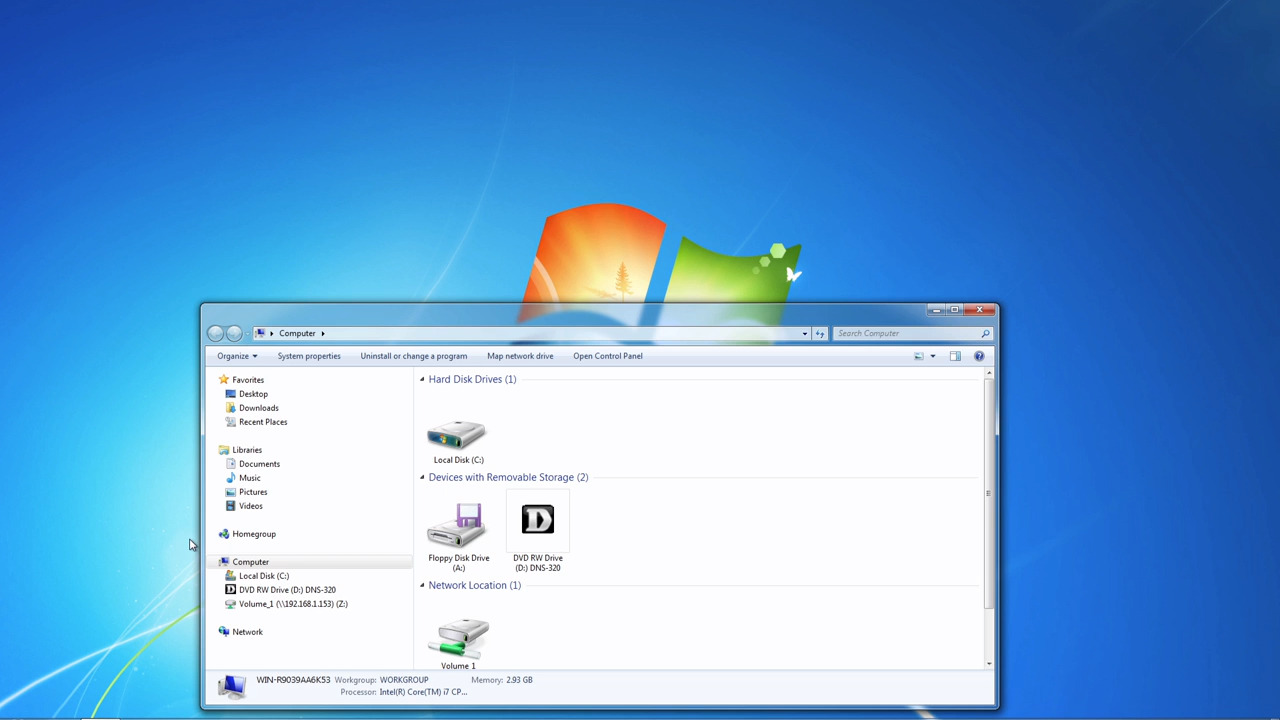 Computer
Search Computer
Organize System properties Uninstall or change a program Map network drive Open Control Panel
Favorites
Desktop
Downloads
Recent Places
Libraries
Documents
Music
Pictures
Videos
Homegroup
Computer
Local Disk (C:)
DVD RW Drive (D:) DNS-320
Volume_1 (\\192.168.1.153) (Z:)
Network
Hard Disk Drives (1)
Local Disk (C:)
Devices with Removable Storage (2)
Floppy Disk Drive
(A:)
D
DVD RW Drive
(D:) DNS-320
Network Location (1)
Volume 1
WIN-R9039AA6K53 Workgroup: WORKGROUP Memory: 2.93 GB
Processor: Intel(R) Core(TM) i7 CP...